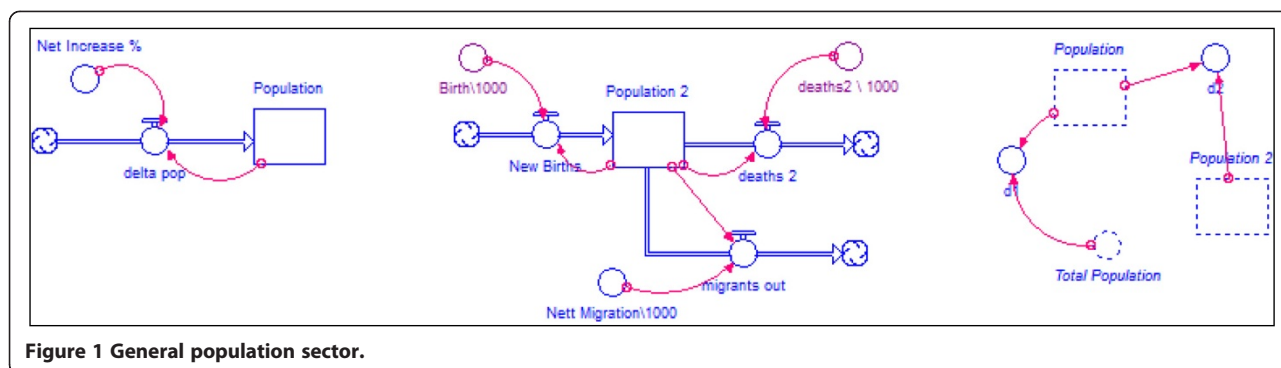 Net Increase %
Population
delta pop
Birth\1000
Population 2
deaths2 \ 1000
New Births
deaths 2
migrants out
Nett Migration\1000
Population
d2
Population 2
d1
Total Population
Figure 1 General population sector.